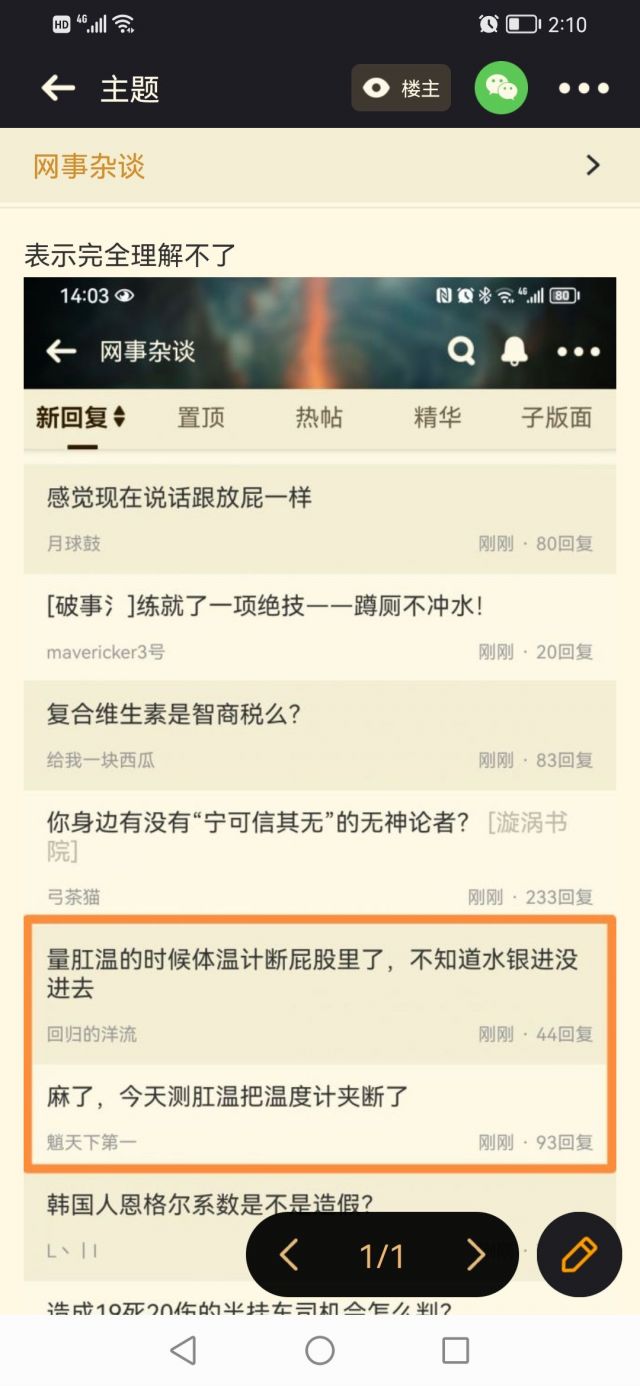 HD 4G 2:10
主题 楼主
网事杂谈
表示完全理解不了
14:03 4G 80
网事杂谈
新回复 置顶 热帖 精华 子版面
感觉现在说话跟放屁一样
月球鼓 刚刚 · 80回复
[破事氵]练就了一项绝技——蹲厕不冲水！
mavericker3号 刚刚 · 20回复
复合维生素是智商税么？
给我一块西瓜 刚刚 · 83回复
你身边有没有“宁可信其无”的无神论者？ [漩涡书
院]
弓茶猫 刚刚 · 233回复
量肛温的时候体温计断屁股里了，不知道水银进没
进去
回归的洋流 刚刚 · 44回复
麻了，今天测肛温把温度计夹断了
魈天下第一 刚刚 · 93回复
韩国人恩格尔系数是不是造假？
1/1
造成19死20伤的半挂车司机会怎么判？